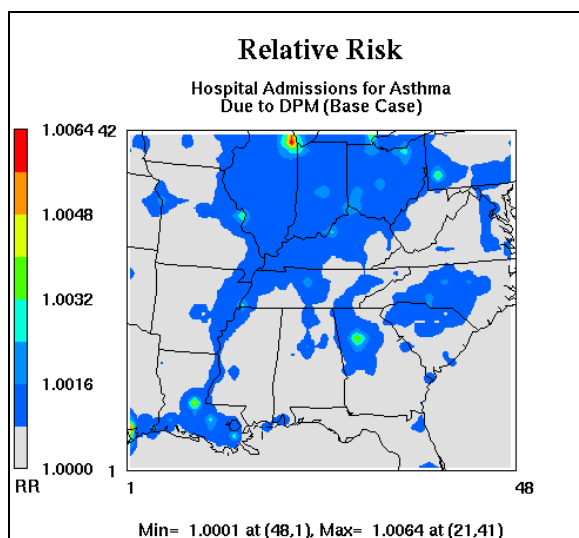 Relative Risk
Hospital Admissions for Asthma
Due to DPM (Base Case)
1.0064
1.0048
1.0032
1.0016
1.0000
RR
42
1
1
48
Min= 1.0001 at (48,1), Max= 1.0064 at (21,41)